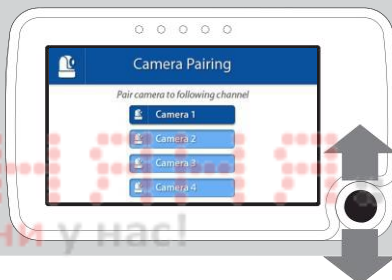 Camera Pairing
Pair camera to following channel
Camera 1
Camera 2
Camera 3
Camera 4
у нас!